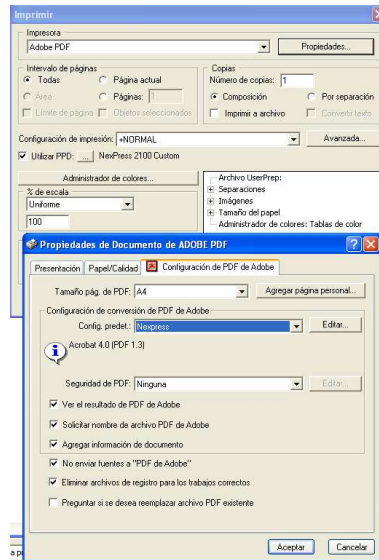 Imprimir
Impresora
Adobe PDF
Propiedades...
Intervalo de páginas
Todas
Página actual
Área
Páginas: 1
Límite de página
Objetos seleccionados
Copias
Número de copias: 1
Composición
Por separación
Imprimir a archivo
Convertir texto
Configuración de impresión: +NORMAL
Avanzada...
Utilizar PPD: ... NexPress 2100 Custom
Administrador de colores...
% de escala
Uniforme
100
Archivo UserPrep:
Separaciones
Imágenes
Tamaño del papel
Administrador de colores: Tablas de color
Propiedades de Documento de ADOBE PDF
Presentación
Papel/Calidad
Configuración de PDF de Adobe
Tamaño pág. de PDF: A4
Agregar página personal...
Configuración de conversión de PDF de Adobe
Config. predet.: Nexpress
Editar...
Acrobat 4.0 (PDF 1.3)
Seguridad de PDF: Ninguna
Editar...
Ver el resultado de PDF de Adobe
Solicitar nombre de archivo PDF de Adobe
Agregar información de documento
No enviar fuentes a "PDF de Adobe"
Eliminar archivos de registro para los trabajos correctos
Preguntar si se desea reemplazar archivo PDF existente
Aceptar
Cancelar